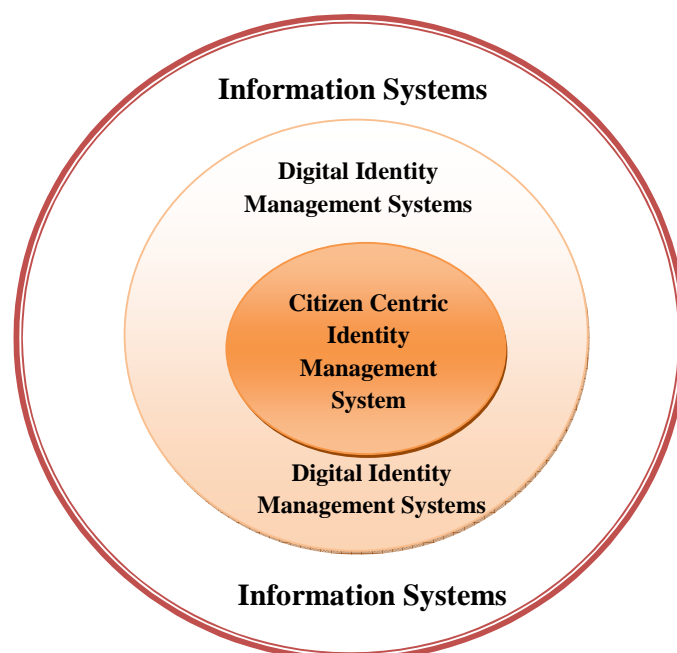 Information Systems
Digital Identity
Management Systems
Citizen Centric
Identity
Management
System
Digital Identity
Management Systems
Information Systems